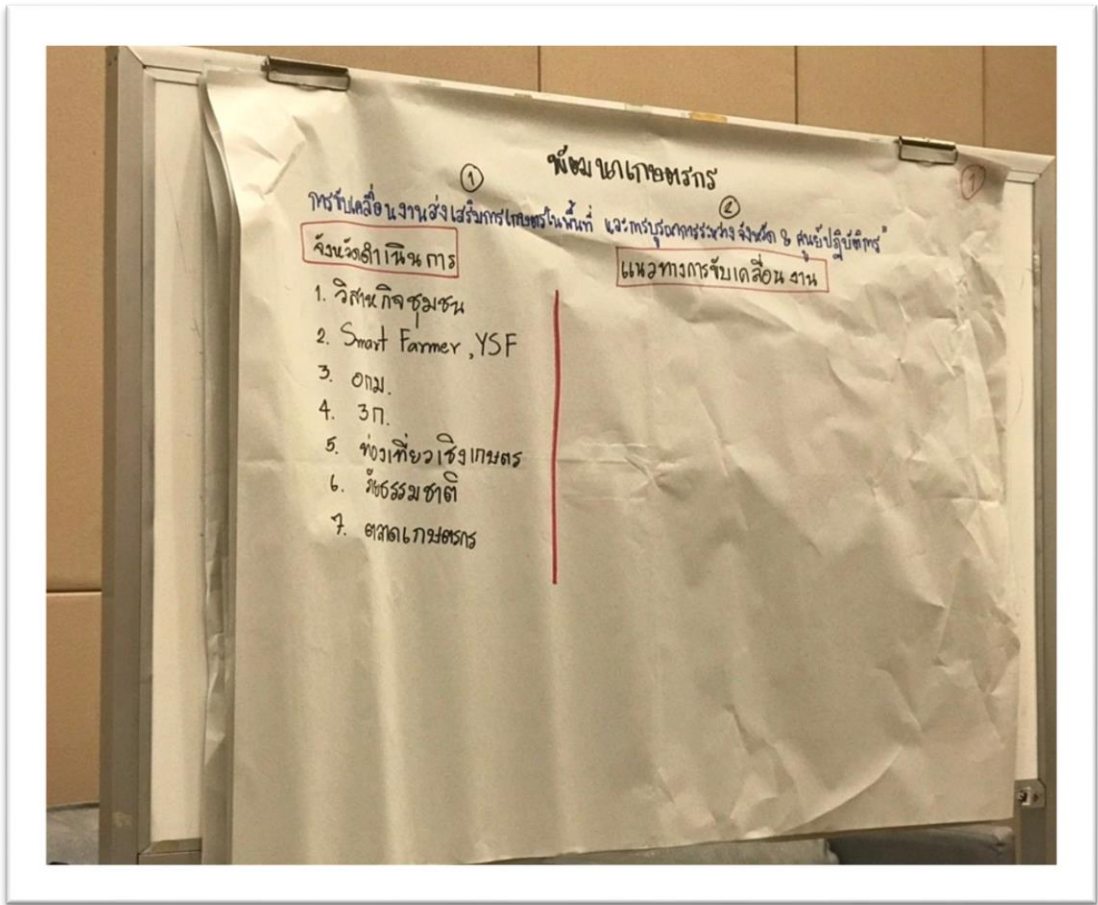 พัฒนาเกษตรกร
①
①
②
การขับเคลื่อนงานส่งเสริมการเกษตรในพื้นที่ และการบูรณาการระหว่างจังหวัด & ศูนย์ปฏิบัติการ"
จังหวัดดำเนินการ
แนวทางการขับเคลื่อนงาน
1. วิสาหกิจชุมชน
2. Smart Farmer, YSF
3. อกม.
4. 3ก.
5. ท่องเที่ยวเชิงเกษตร
6. ภัยธรรมชาติ
7. ตลาดเกษตรกร